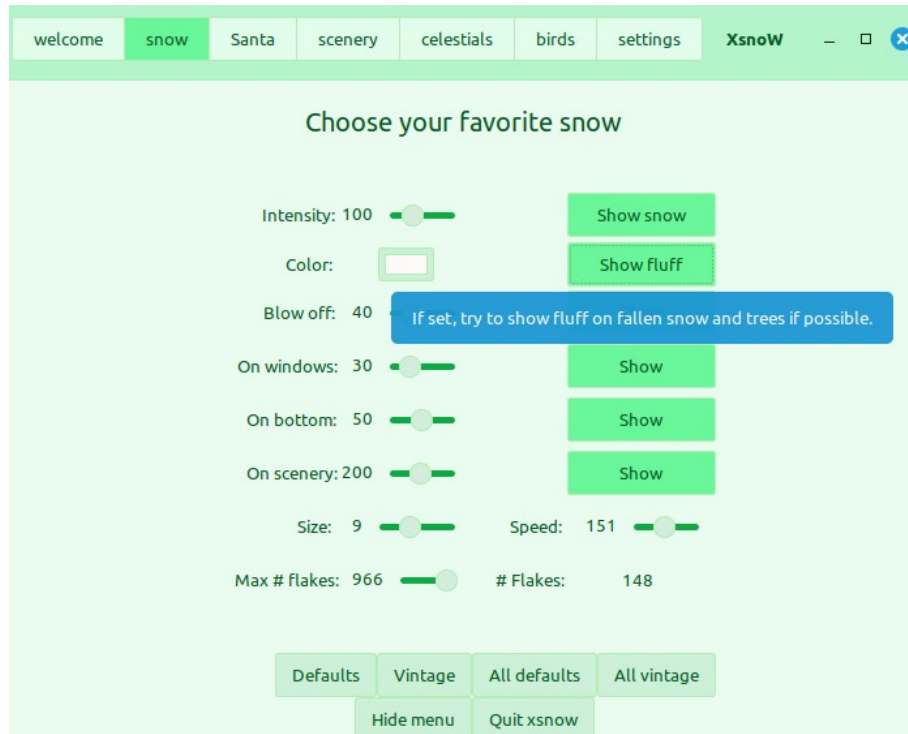 welcome snow Santa scenery celestials birds settings XsnoW
Choose your favorite snow
Intensity: 100 Show snow
Color: Show fluff
Blow off: 40 If set, try to show fluff on fallen snow and trees if possible.
On windows: 30 Show
On bottom: 50 Show
On scenery: 200 Show
Size: 9 Speed: 151
Max # flakes: 966 # Flakes: 148
Defaults Vintage All defaults All vintage
Hide menu Quit xsnow